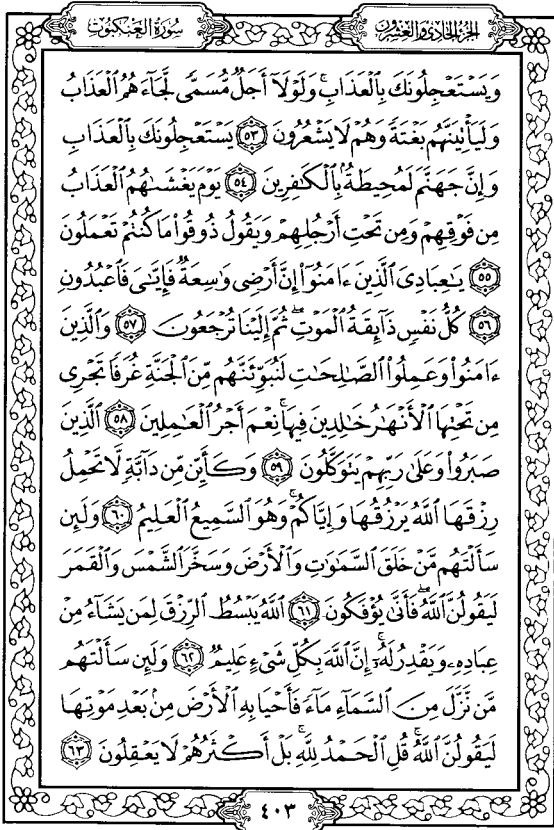 سورة العنكبوت
الجزء الحادي والعشرون
وَيَسْتَعْجِلُونَكَ بِالْعَذَابِ ۚ وَلَوْلَا أَجَلٌ مُّسَمًّى لَّجَاءَهُمُ الْعَذَابُ
وَلَيَأْتِيَنَّهُم بَغْتَةً وَهُمْ لَا يَشْعُرُونَ ٥٣ يَسْتَعْجِلُونَكَ بِالْعَذَابِ
وَإِنَّ جَهَنَّمَ لَمُحِيطَةٌ بِالْكَافِرِينَ ٥٤ يَوْمَ يَغْشَاهُمُ الْعَذَابُ
مِن فَوْقِهِمْ وَمِن تَحْتِ أَرْجُلِهِمْ وَيَقُولُ ذُوقُوا مَا كُنتُمْ تَعْمَلُونَ
٥٥ يَا عِبَادِيَ الَّذِينَ آمَنُوا إِنَّ أَرْضِي وَاسِعَةٌ فَإِيَّايَ فَاعْبُدُونِ
٥٦ كُلُّ نَفْسٍ ذَائِقَةُ الْمَوْتِ ۖ ثُمَّ إِلَيْنَا تُرْجَعُونَ ٥٧ وَالَّذِينَ
آمَنُوا وَعَمِلُوا الصَّالِحَاتِ لَنُبَوِّئَنَّهُم مِّنَ الْجَنَّةِ غُرَفًا تَجْرِي
مِن تَحْتِهَا الْأَنْهَارُ خَالِدِينَ فِيهَا ۚ نِعْمَ أَجْرُ الْعَامِلِينَ ٥٨ الَّذِينَ
صَبَرُوا وَعَلَىٰ رَبِّهِمْ يَتَوَكَّلُونَ ٥٩ وَكَأَيِّن مِّن دَابَّةٍ لَّا تَحْمِلُ
رِزْقَهَا اللَّهُ يَرْزُقُهَا وَإِيَّاكُمْ ۚ وَهُوَ السَّمِيعُ الْعَلِيمُ ٦٠ وَلَئِن
سَأَلْتَهُم مَّنْ خَلَقَ السَّمَاوَاتِ وَالْأَرْضَ وَسَخَّرَ الشَّمْسَ وَالْقَمَرَ
لَيَقُولُنَّ اللَّهُ ۖ فَأَنَّىٰ يُؤْفَكُونَ ٦١ اللَّهُ يَبْسُطُ الرِّزْقَ لِمَن يَشَاءُ مِنْ
عِبَادِهِ وَيَقْدِرُ لَهُ ۚ إِنَّ اللَّهَ بِكُلِّ شَيْءٍ عَلِيمٌ ٦٢ وَلَئِن سَأَلْتَهُم
مَّن نَّزَّلَ مِنَ السَّمَاءِ مَاءً فَأَحْيَا بِهِ الْأَرْضَ مِن بَعْدِ مَوْتِهَا
لَيَقُولُنَّ اللَّهُ ۚ قُلِ الْحَمْدُ لِلَّهِ ۚ بَلْ أَكْثَرُهُمْ لَا يَعْقِلُونَ ٦٣
٤٠٣